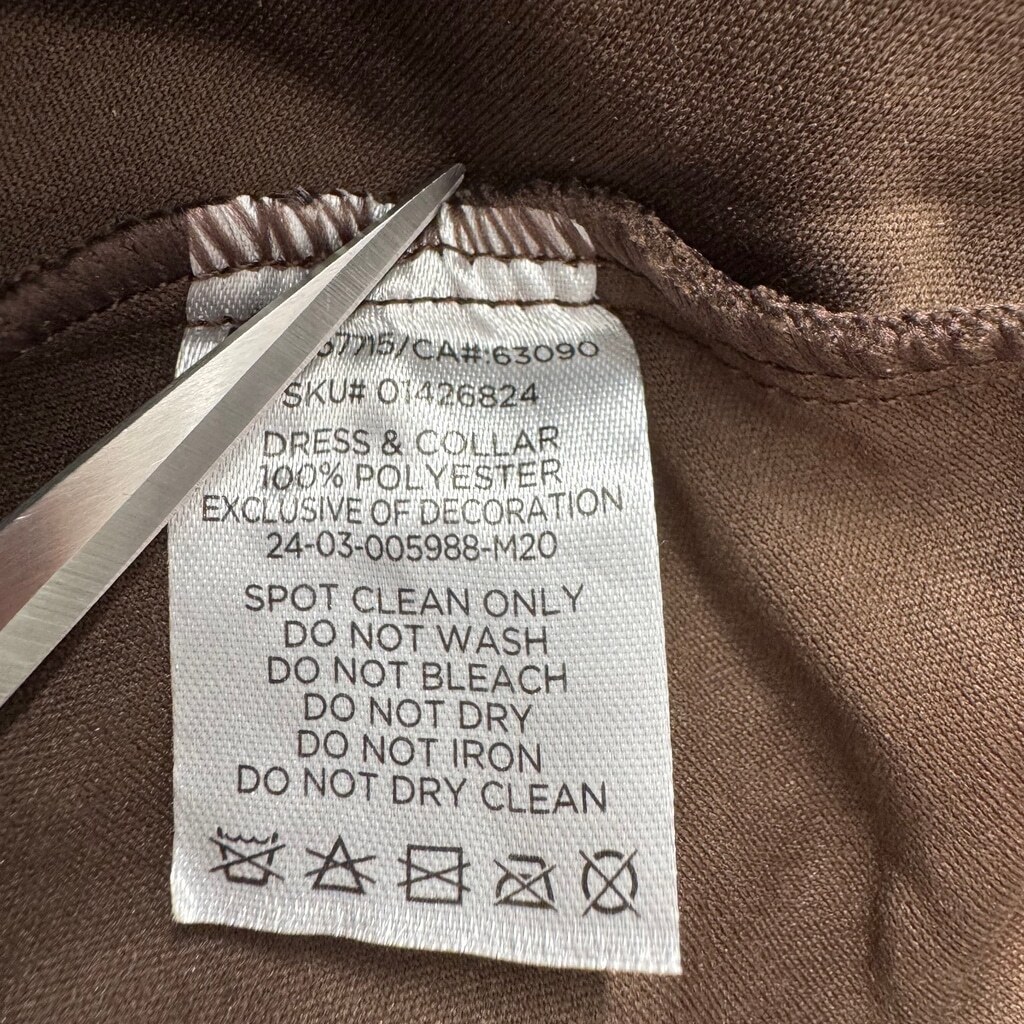 57715/CA#:63090
SKU# 01426824
DRESS & COLLAR
100% POLYESTER
EXCLUSIVE OF DECORATION
24-03-005988-M20
SPOT CLEAN ONLY
DO NOT WASH
DO NOT BLEACH
DO NOT DRY
DO NOT IRON
DO NOT DRY CLEAN